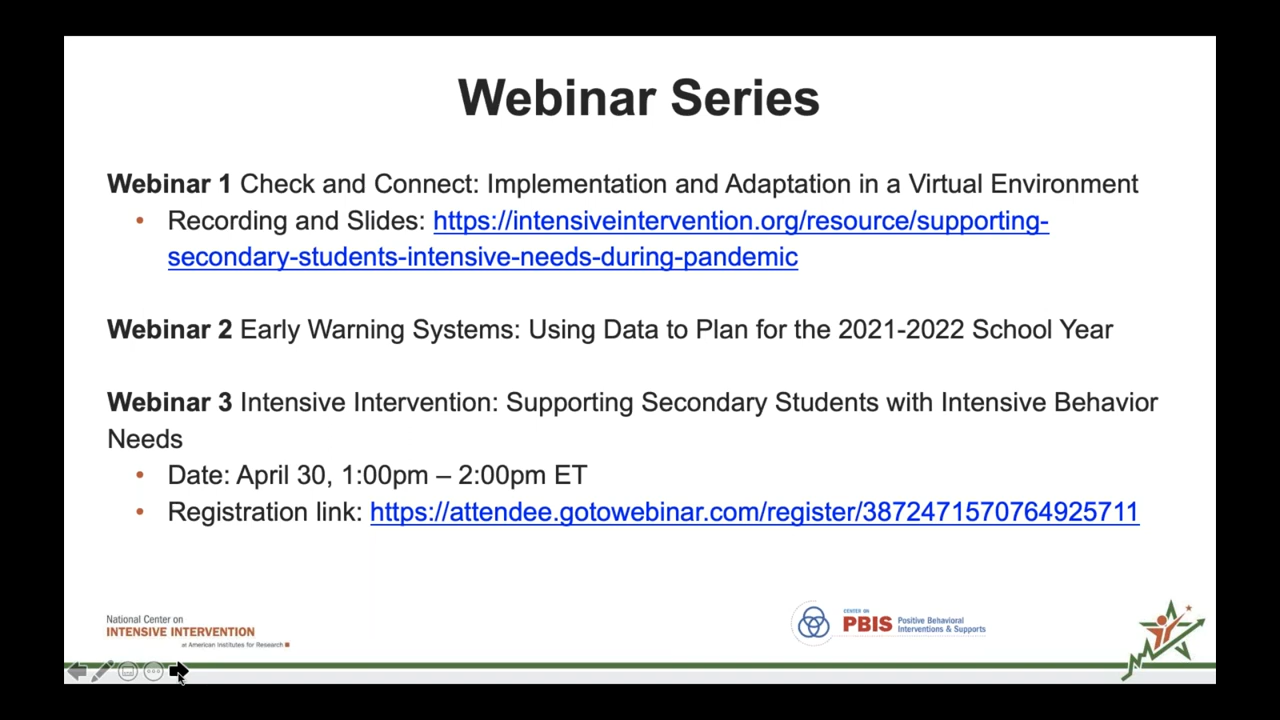 Webinar Series
Webinar 1 Check and Connect: Implementation and Adaptation in a Virtual Environment
• Recording and Slides: https://intensiveintervention.org/resource/supporting-
secondary-students-intensive-needs-during-pandemic
Webinar 2 Early Warning Systems: Using Data to Plan for the 2021-2022 School Year
Webinar 3 Intensive Intervention: Supporting Secondary Students with Intensive Behavior
Needs
• Date: April 30, 1:00pm – 2:00pm ET
• Registration link: https://attendee.gotowebinar.com/register/3872471570764925711
National Center on
INTENSIVE INTERVENTION
at American Institutes for Research
CENTER ON
PBIS Positive Behavioral
Interventions & Supports